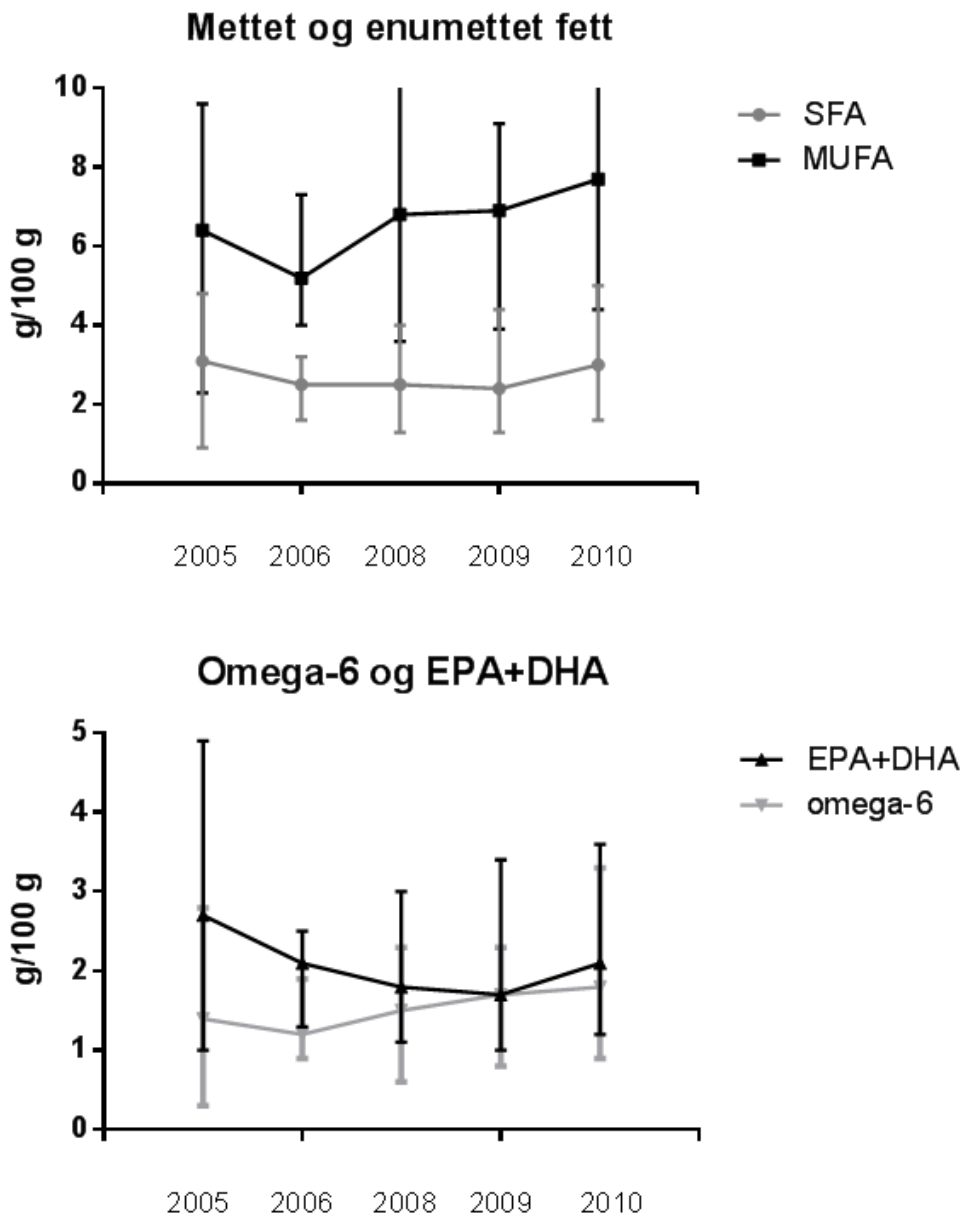 Mettet og enumettet fett
10
8
6
4
2
0
g/100 g
SFA
MUFA
2005 2006 2008 2009 2010
Omega-6 og EPA+DHA
5
4
3
2
1
0
g/100 g
EPA+DHA
omega-6
2005 2006 2008 2009 2010